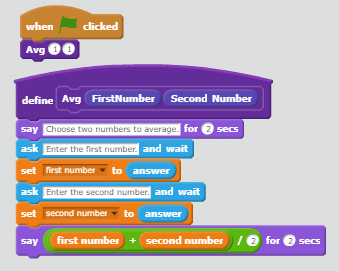 when clicked
Avg 1 1
define Avg FirstNumber Second Number
say Choose two numbers to average. for 2 secs
ask Enter the first number. and wait
set first number to answer
ask Enter the second number. and wait
set second number to answer
say first number + second number / 2 for 2 secs